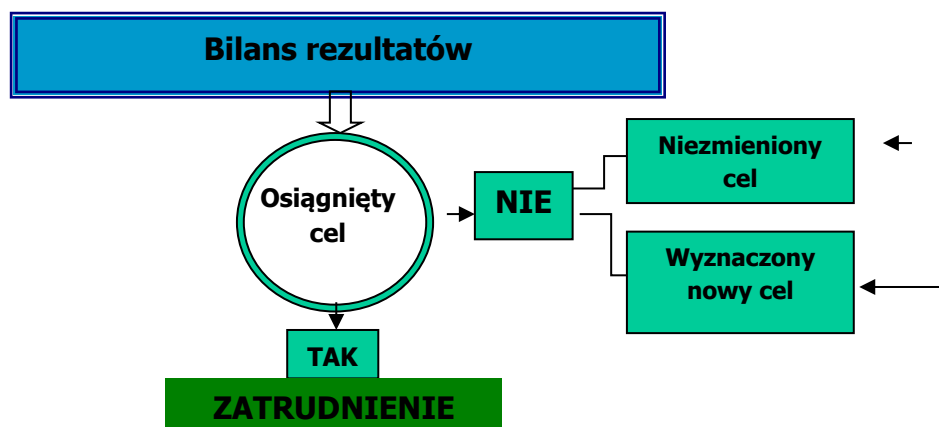 Bilans rezultatów
Osiągnięty
cel
NIE
Niezmieniony
cel
Wyznaczony
nowy cel
TAK
ZATRUDNIENIE